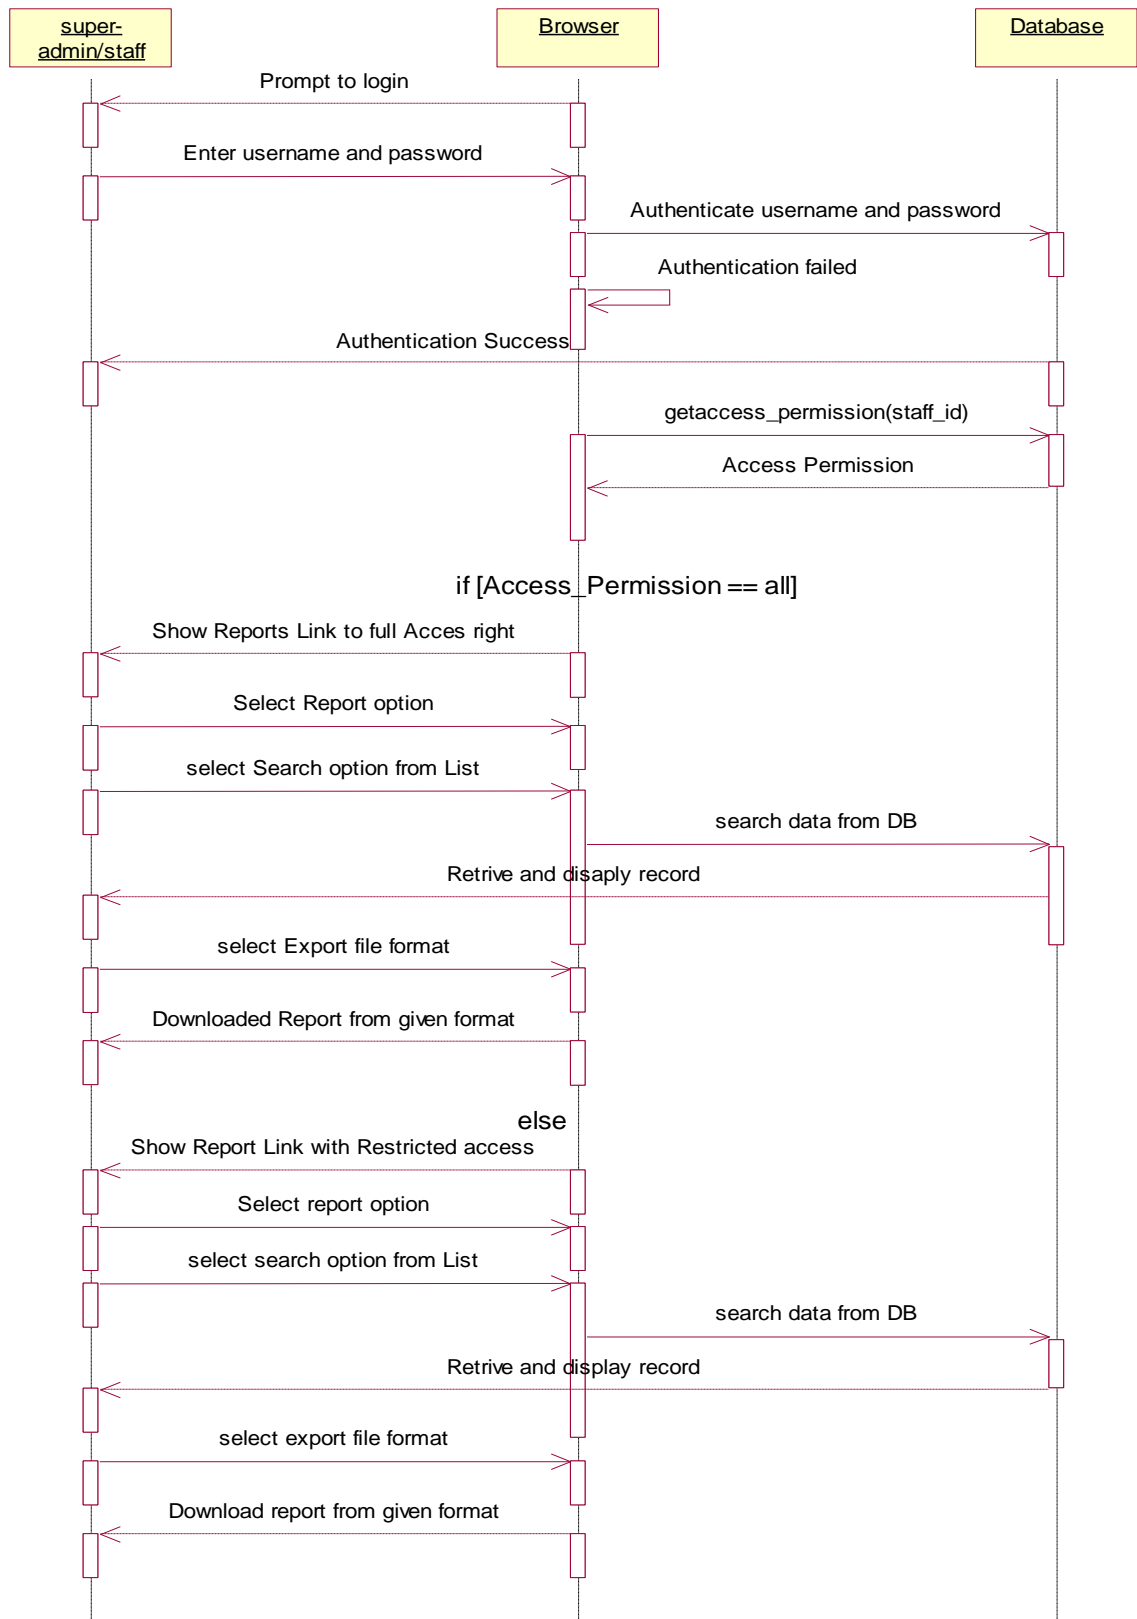 super-
admin/staff
Browser
Database
Prompt to login
Enter username and password
Authenticate username and password
Authentication failed
Authentication Success
getaccess_permission(staff_id)
Access Permission
if [Access_Permission == all]
Show Reports Link to full Acces right
Select Report option
select Search option from List
search data from DB
Retrive and disaply record
select Export file format
Downloaded Report from given format
else
Show Report Link with Restricted access
Select report option
select search option from List
search data from DB
Retrive and display record
select export file format
Download report from given format